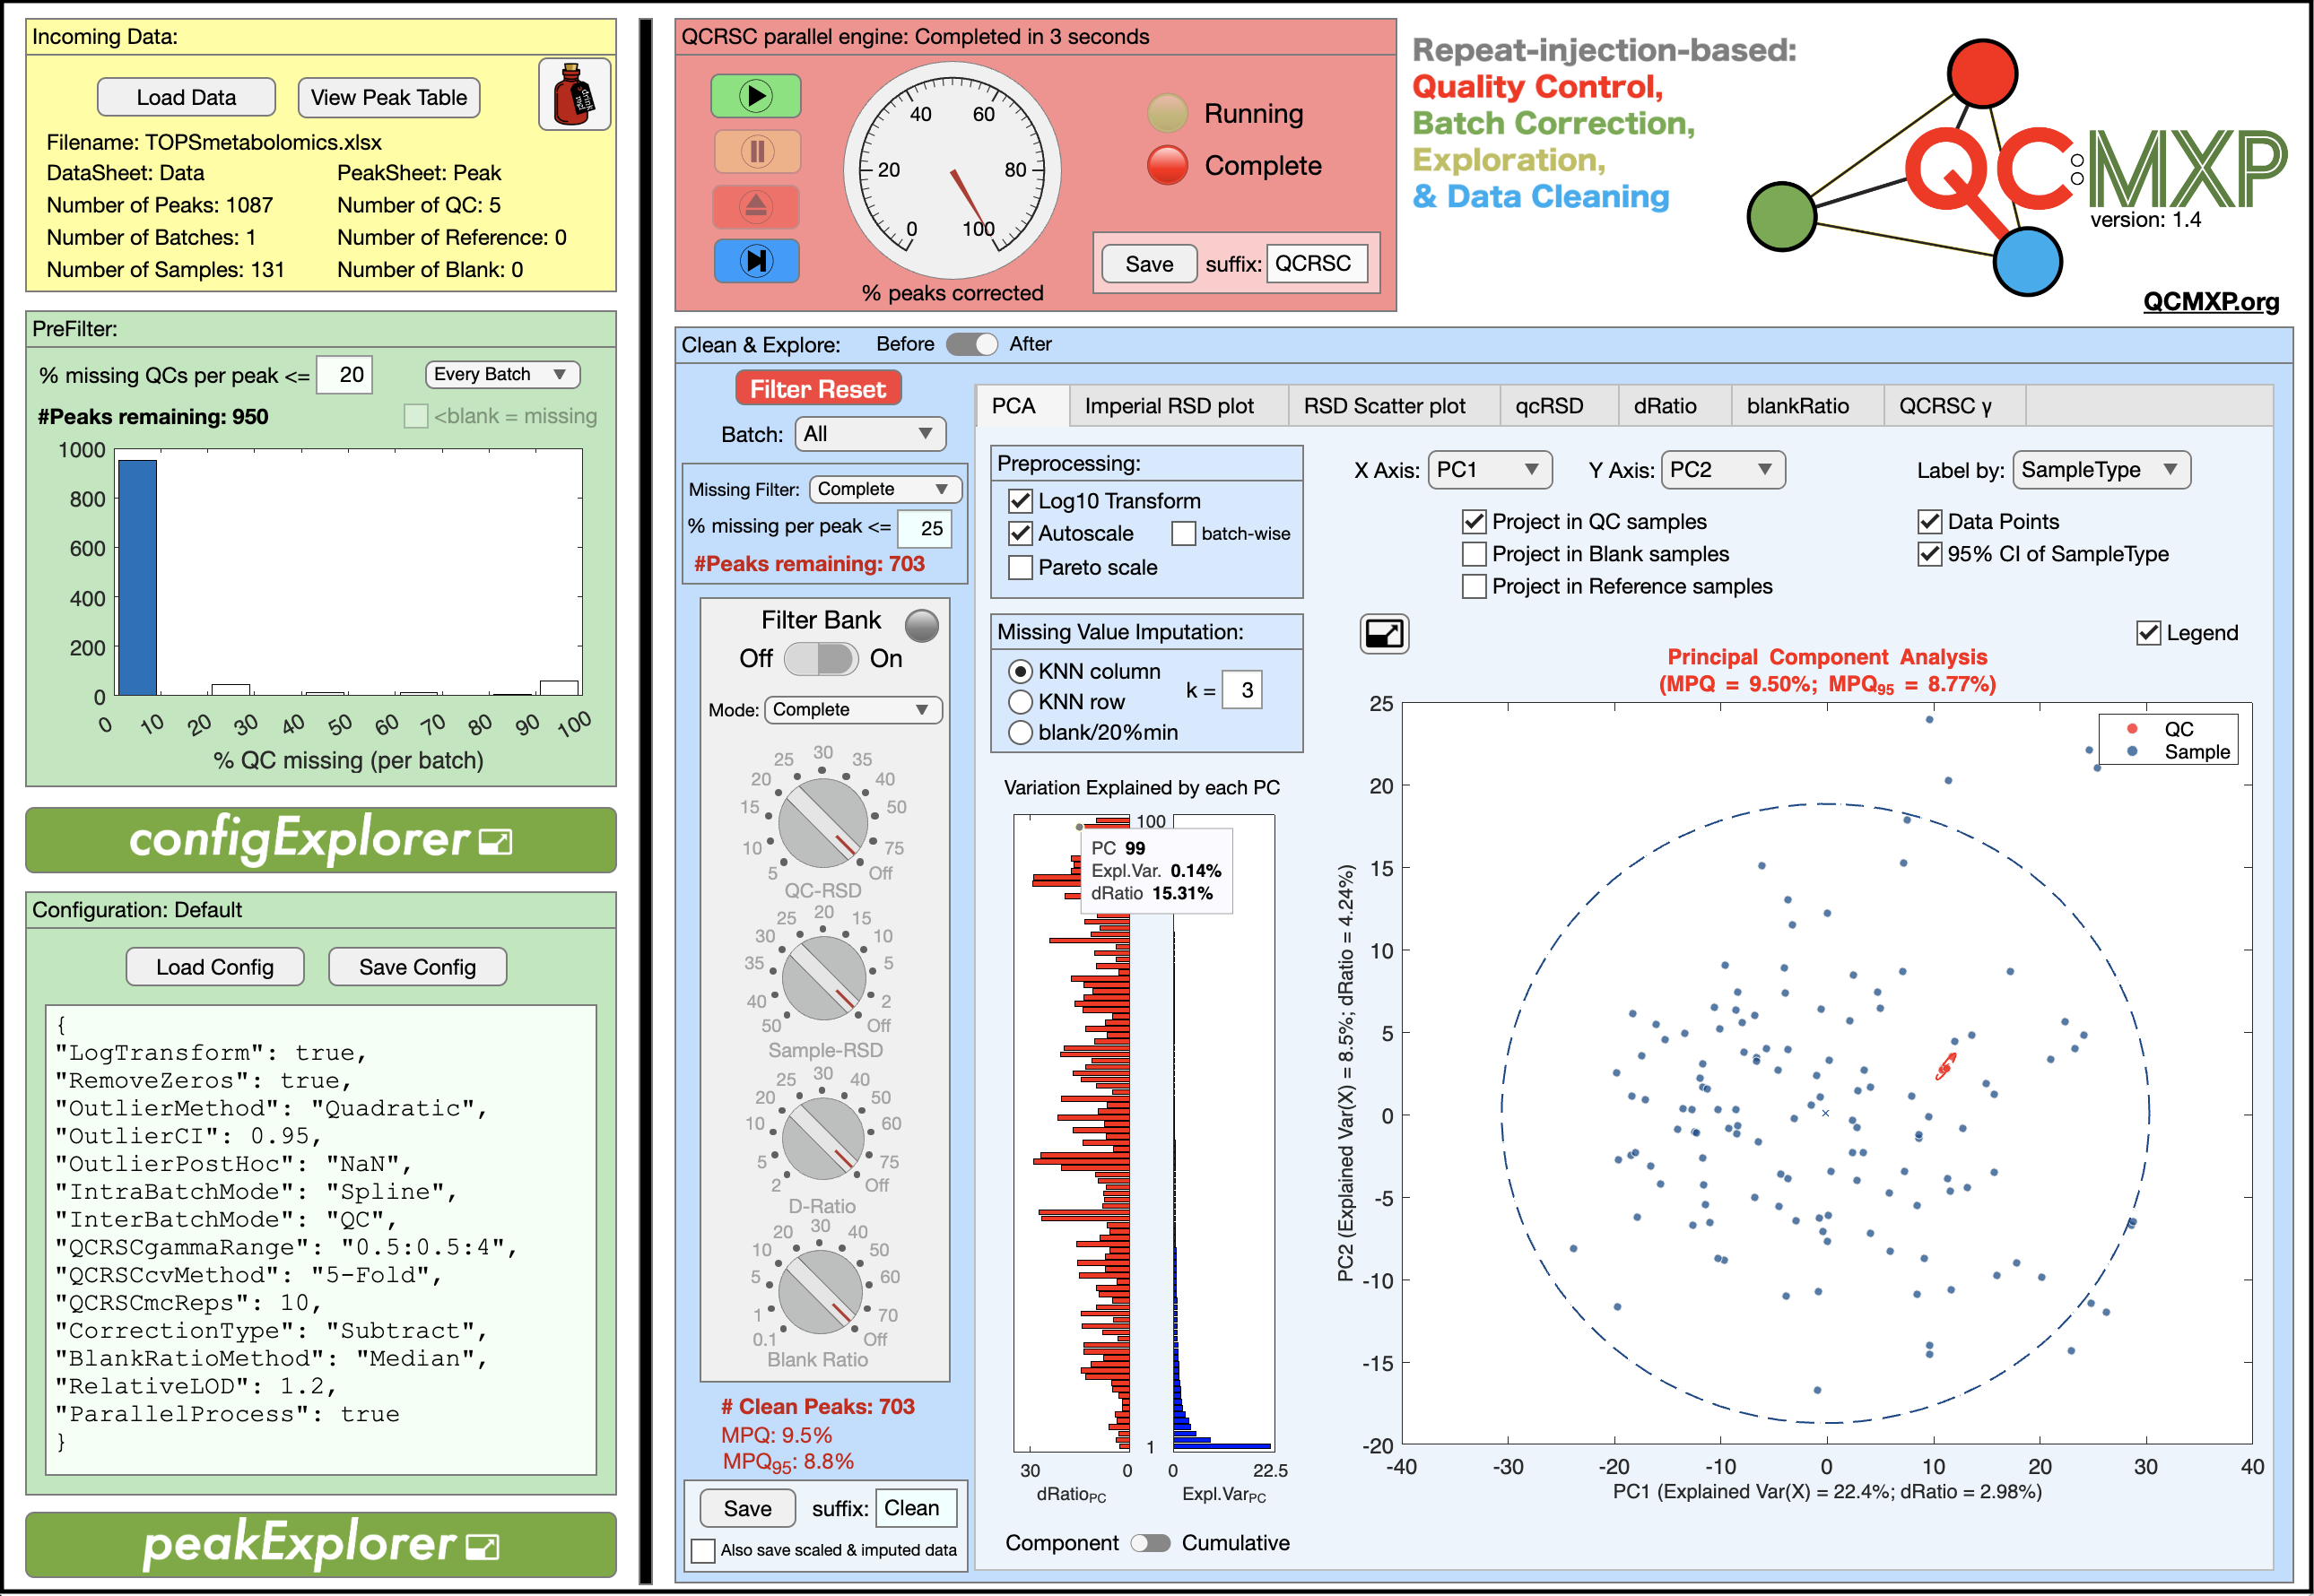 Incoming Data:
Load Data
View Peak Table
Filename: TOPSmetabolomics.xlsx
DataSheet: Data
PeakSheet: Peak
Number of Peaks: 1087
Number of QC: 5
Number of Batches: 1
Number of Reference: 0
Number of Samples: 131
Number of Blank: 0
PreFilter:
% missing QCs per peak <= 20
Every Batch
#Peaks remaining: 950
<blank = missing
1000
800
600
400
200
0
0 10 20 30 40 50 60 70 80 90 100
% QC missing (per batch)
configExplorer
Configuration: Default
Load Config
Save Config
{
"LogTransform": true,
"RemoveZeros": true,
"OutlierMethod": "Quadratic",
"OutlierCI": 0.95,
"OutlierPostHoc": "NaN",
"IntraBatchMode": "Spline",
"InterBatchMode": "QC",
"QCRSCgammaRange": "0.5:0.5:4",
"QCRSCcvMethod": "5-Fold",
"QCRSCmcReps": 10,
"CorrectionType": "Subtract",
"BlankRatioMethod": "Median",
"RelativeLOD": 1.2,
"ParallelProcess": true
}
peakExplorer
QCRSC parallel engine: Completed in 3 seconds
0 20 40 60 80 100
% peaks corrected
Running
Complete
Save
suffix: QCRSC
Repeat-injection-based:
Quality Control,
Batch Correction,
Exploration,
& Data Cleaning
QC:MXP
version: 1.4
QCMXP.org
Clean & Explore:
Before
After
Filter Reset
Batch: All
Missing Filter: Complete
% missing per peak <= 25
#Peaks remaining: 703
Filter Bank
Off
On
Mode: Complete
5 10 15 20 25 30 35 40 50 75 Off
QC-RSD
50 40 35 30 25 20 15 10 5 2 Off
Sample-RSD
2 5 10 20 25 30 40 50 60 75 Off
D-Ratio
0.1 1 5 10 20 30 40 50 60 70 Off
Blank Ratio
# Clean Peaks: 703
MPQ: 9.5%
MPQ95: 8.8%
Save
suffix: Clean
Also save scaled & imputed data
PCA
Imperial RSD plot
RSD Scatter plot
qcRSD
dRatio
blankRatio
QCRSC γ
Preprocessing:
Log10 Transform
Autoscale
batch-wise
Pareto scale
Missing Value Imputation:
KNN column
KNN row
blank/20%min
k = 3
Variation Explained by each PC
100
PC 99
Expl.Var. 0.14%
dRatio 15.31%
1
30 0
0 22.5
dRatioPC
Expl.VarPC
Component
Cumulative
X Axis: PC1
Y Axis: PC2
Label by: SampleType
Project in QC samples
Project in Blank samples
Project in Reference samples
Data Points
95% CI of SampleType
Legend
Principal Component Analysis
(MPQ = 9.50%; MPQ95 = 8.77%)
QC
Sample
25
20
15
10
5
0
-5
-10
-15
-20
PC2 (Explained Var(X) = 8.5%; dRatio = 4.24%)
-40 -30 -20 -10 0 10 20 30 40
PC1 (Explained Var(X) = 22.4%; dRatio = 2.98%)